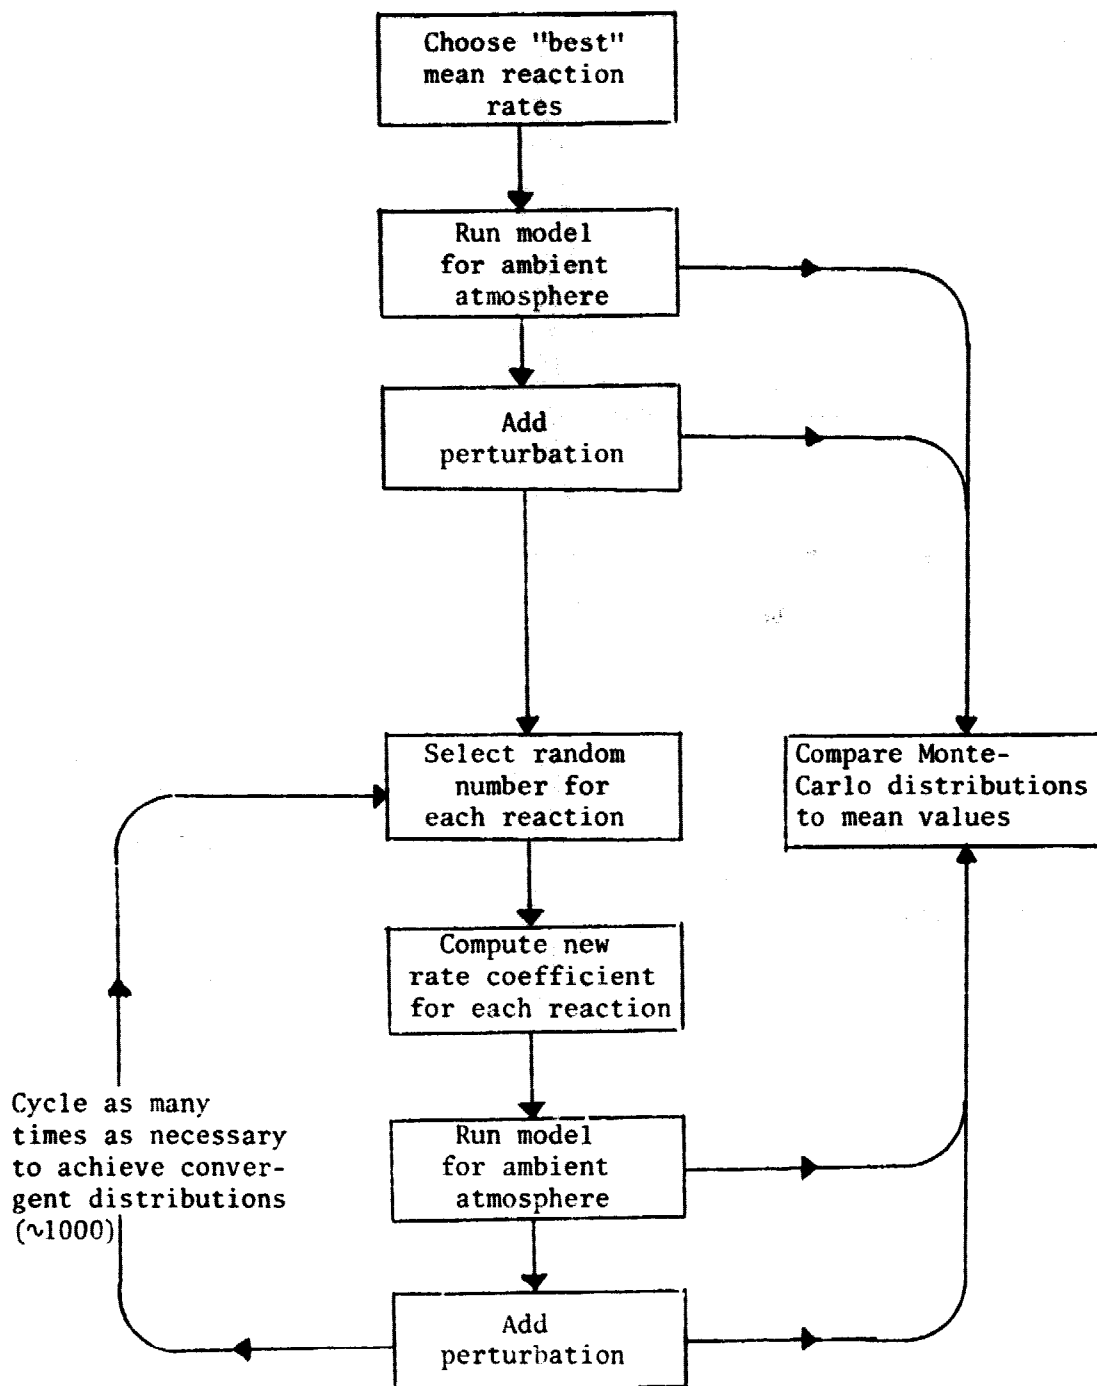 Choose "best"
mean reaction
rates
Run model
for ambient
atmosphere
Add
perturbation
Select random
number for
each reaction
Compare Monte-
Carlo distributions
to mean values
Compute new
rate coefficient
for each reaction
Cycle as many
times as necessary
to achieve conver-
gent distributions
(~1000)
Run model
for ambient
atmosphere
Add
perturbation